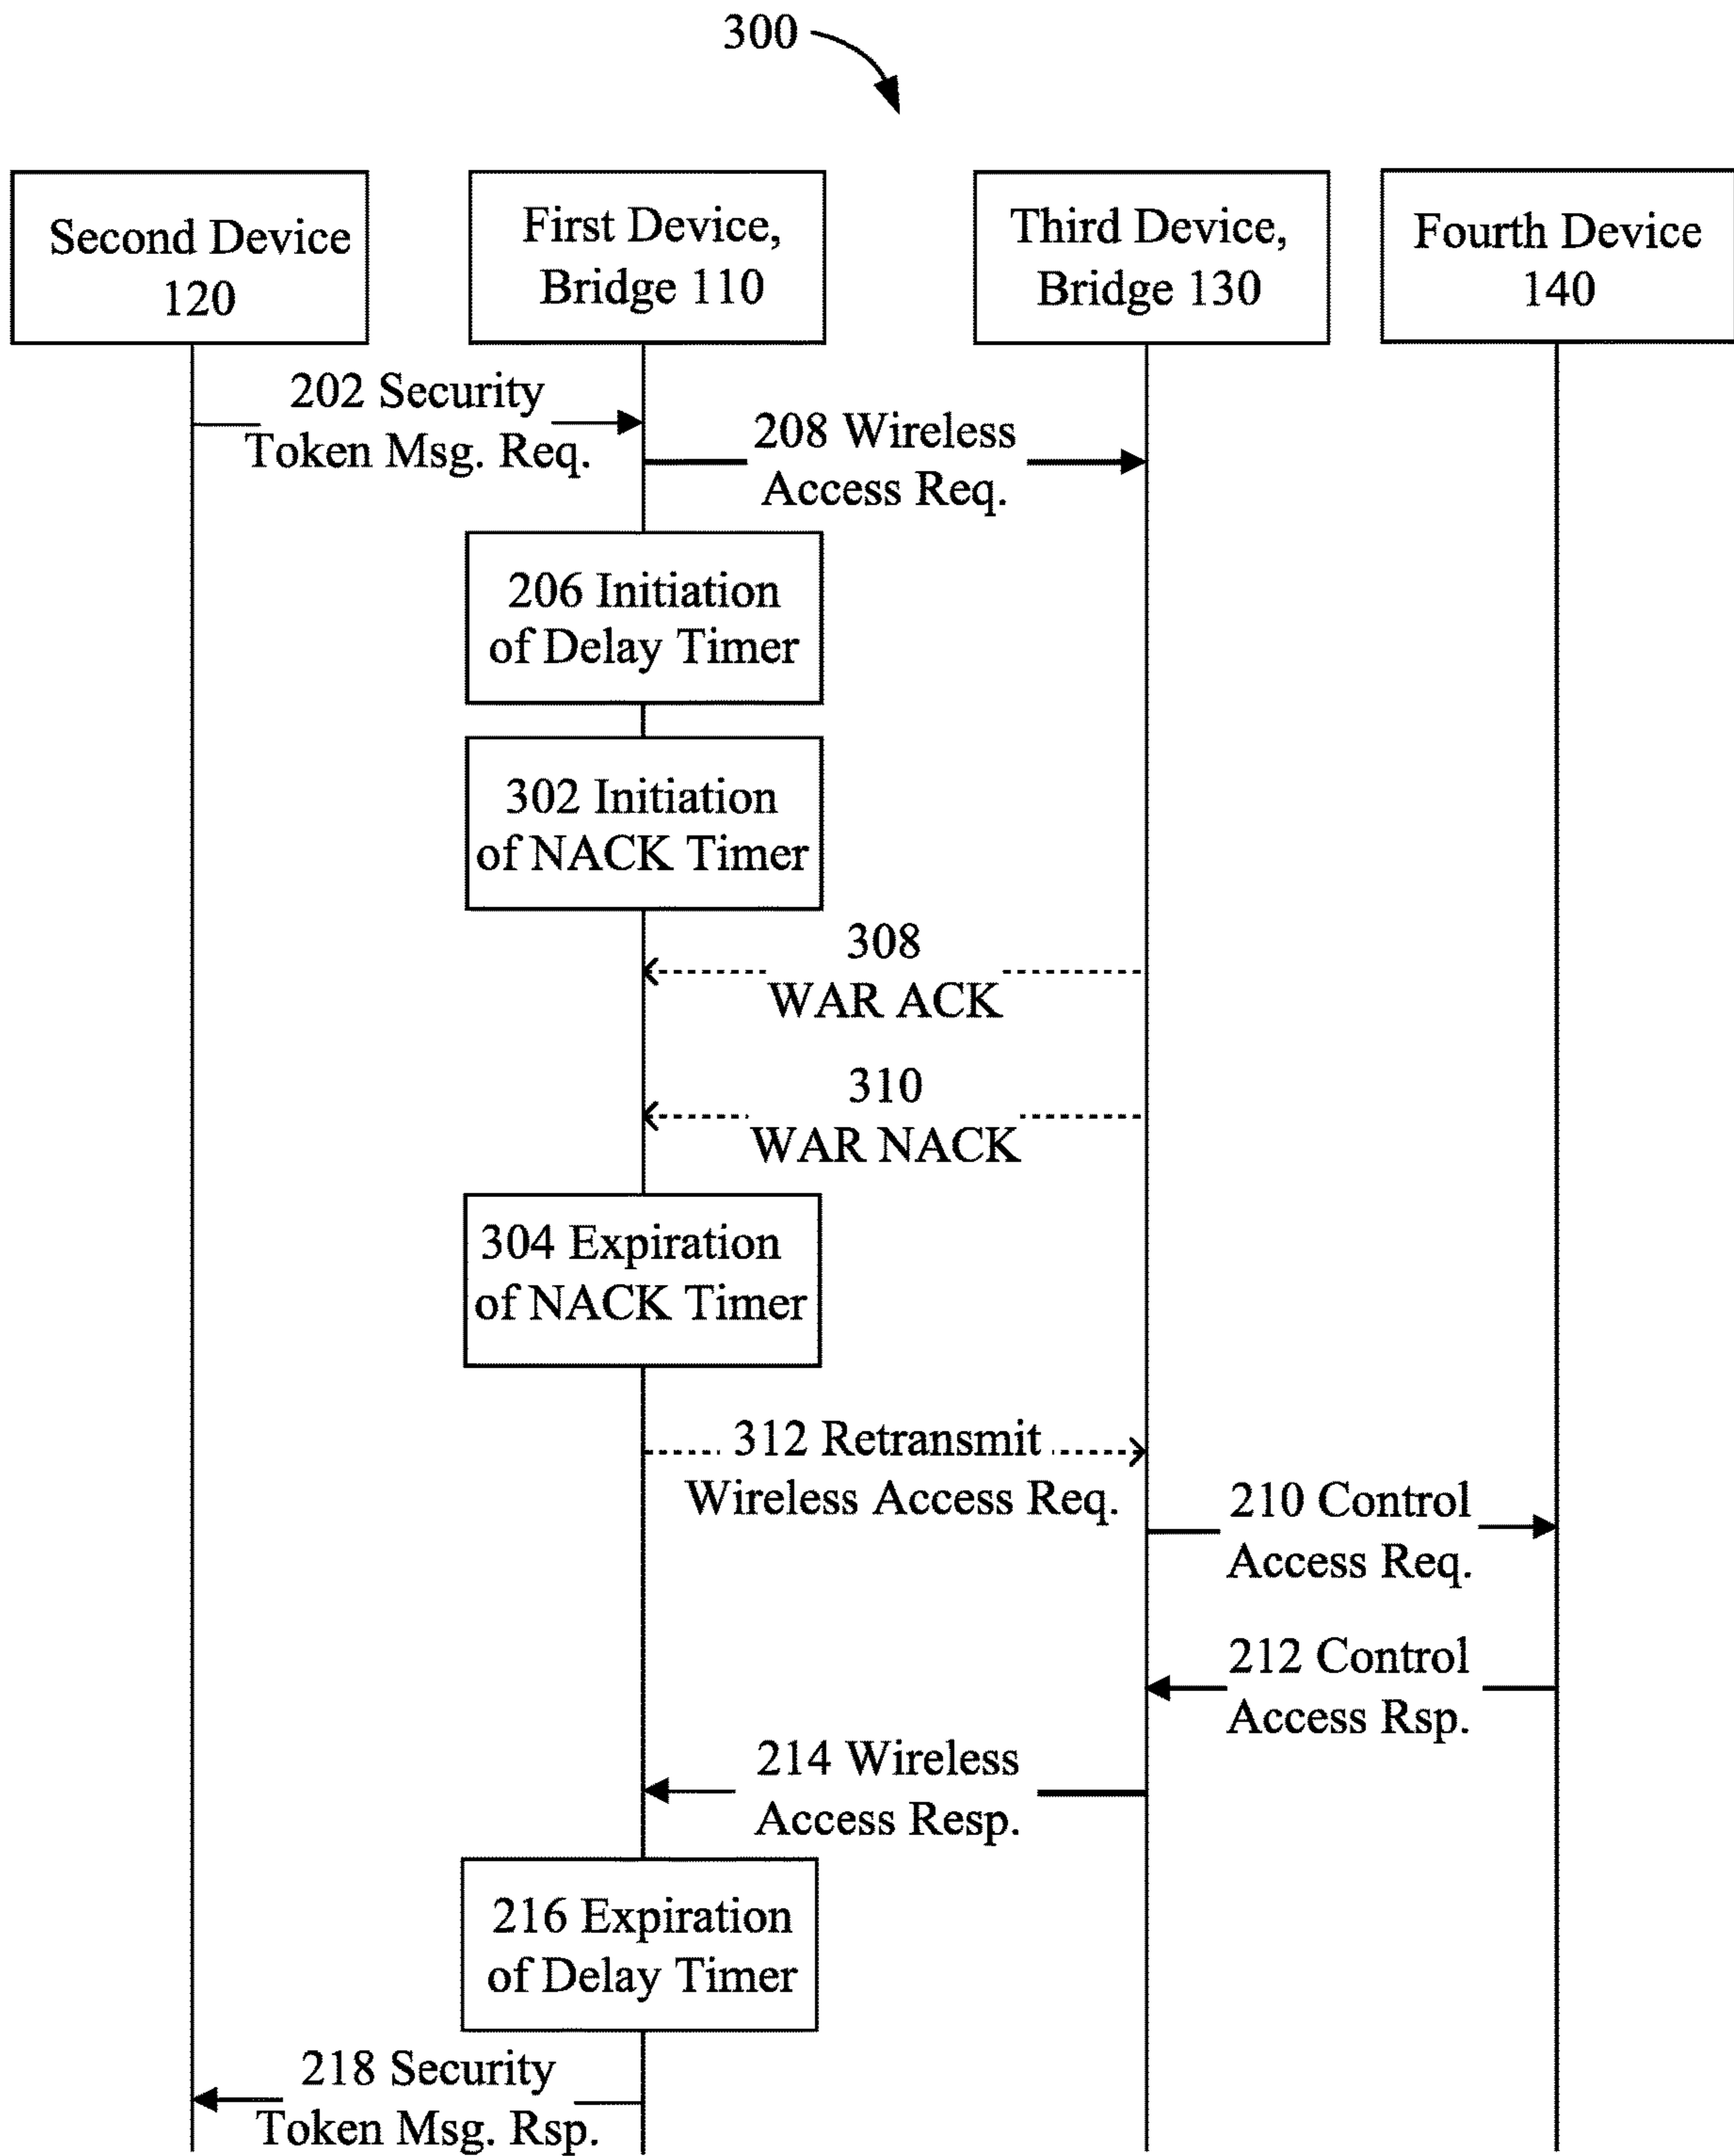 300
Second Device
120
First Device,
Bridge 110
Third Device,
Bridge 130
Fourth Device
140
202 Security
Token Msg. Req.
208 Wireless
Access Req.
206 Initiation
of Delay Timer
302 Initiation
of NACK Timer
308
WAR ACK
310
WAR NACK
304 Expiration
of NACK Timer
312 Retransmit
Wireless Access Req.
210 Control
Access Req.
212 Control
Access Rsp.
214 Wireless
Access Resp.
216 Expiration
of Delay Timer
218 Security
Token Msg. Rsp.